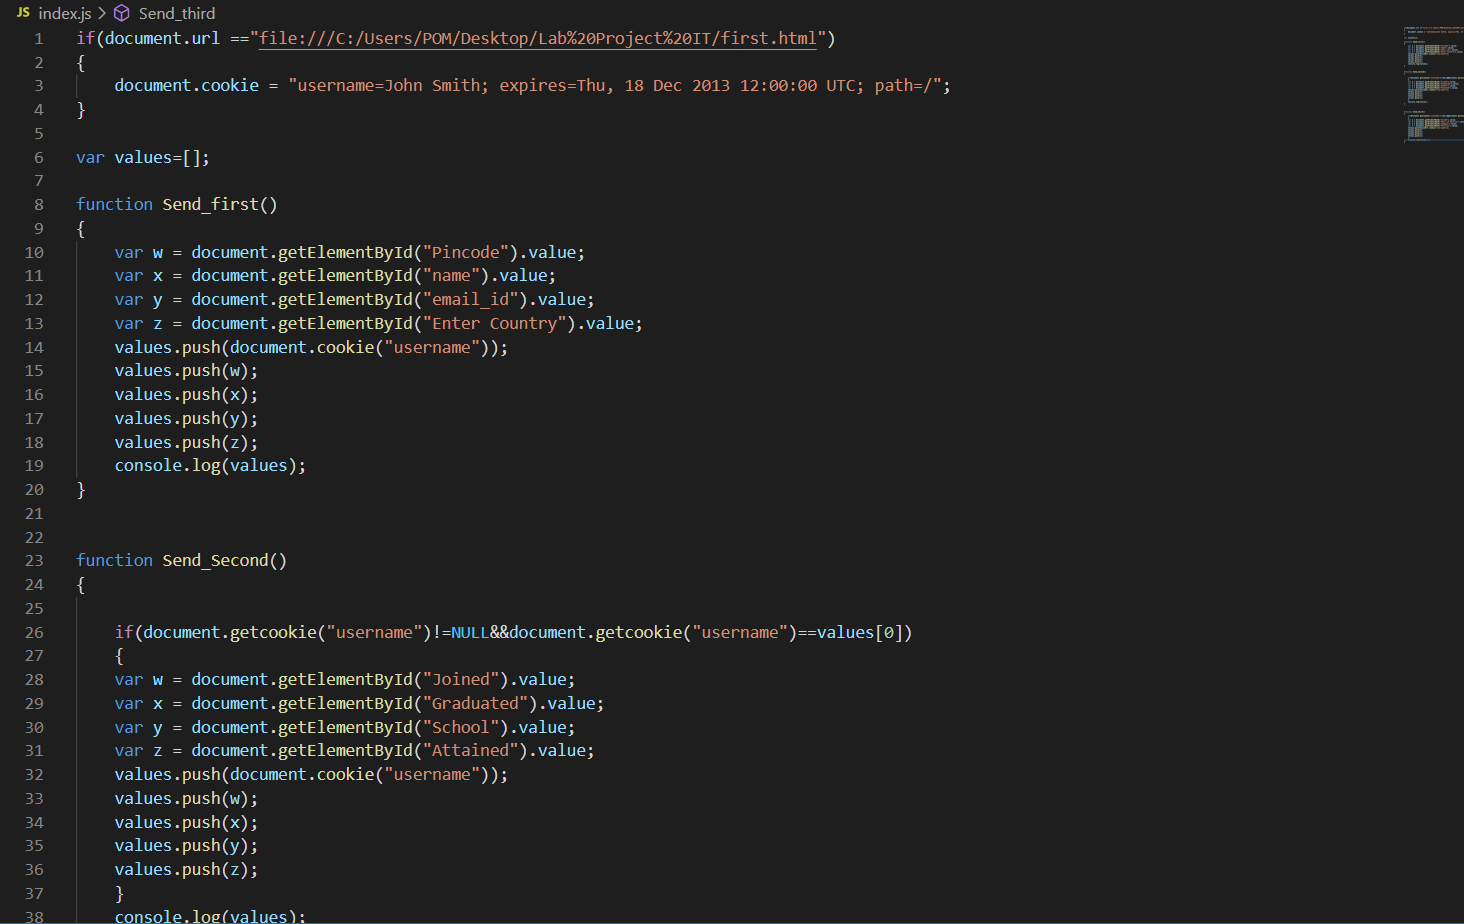 JS index.js > Send_third
1 if(document.url =="file:///C:/Users/POM/Desktop/Lab%20Project%20IT/first.html")
2 {
3     document.cookie = "username=John Smith; expires=Thu, 18 Dec 2013 12:00:00 UTC; path=/";
4 }
5
6 var values=[];
7
8 function Send_first()
9 {
10     var w = document.getElementById("Pincode").value;
11     var x = document.getElementById("name").value;
12     var y = document.getElementById("email_id").value;
13     var z = document.getElementById("Enter Country").value;
14     values.push(document.cookie("username"));
15     values.push(w);
16     values.push(x);
17     values.push(y);
18     values.push(z);
19     console.log(values);
20 }
21
22
23 function Send_Second()
24 {
25
26     if(document.getcookie("username")!=NULL&&document.getcookie("username")==values[0])
27     {
28     var w = document.getElementById("Joined").value;
29     var x = document.getElementById("Graduated").value;
30     var y = document.getElementById("School").value;
31     var z = document.getElementById("Attained").value;
32     values.push(document.cookie("username"));
33     values.push(w);
34     values.push(x);
35     values.push(y);
36     values.push(z);
37     }
38     console.log(values);